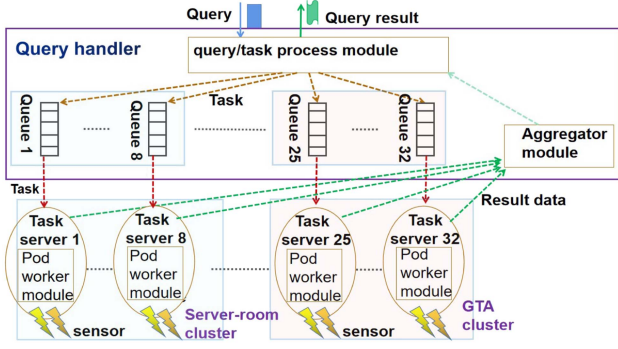 Query
Query result
Query handler
query/task process module
Queue 1
......
Queue 8
Task
..................
Queue 25
......
Queue 32
Aggregator
module
Task
Result data
Task
server 1
Pod
worker
module
Task
server 8
Pod
worker
module
Task
server 25
Pod
worker
module
Task
server 32
Pod
worker
module
sensor
Server-room
cluster
sensor
GTA
cluster